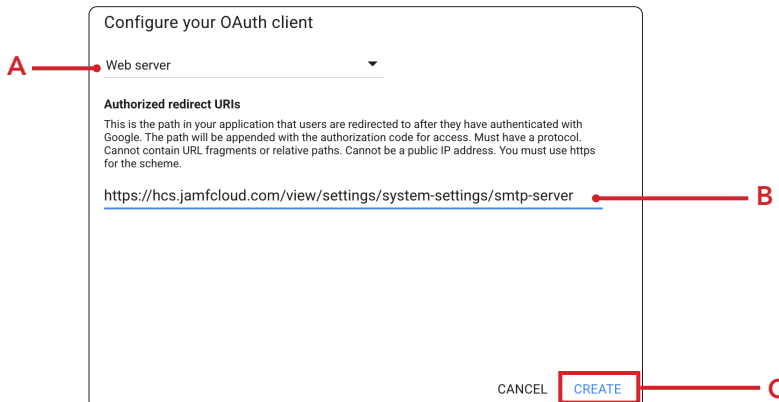 Configure your OAuth client
A
Web server
Authorized redirect URIs
This is the path in your application that users are redirected to after they have authenticated with
Google. The path will be appended with the authorization code for access. Must have a protocol.
Cannot contain URL fragments or relative paths. Cannot be a public IP address. You must use https
for the scheme.
https://hcs.jamfcloud.com/view/settings/system-settings/smtp-server
B
CANCEL CREATE
C